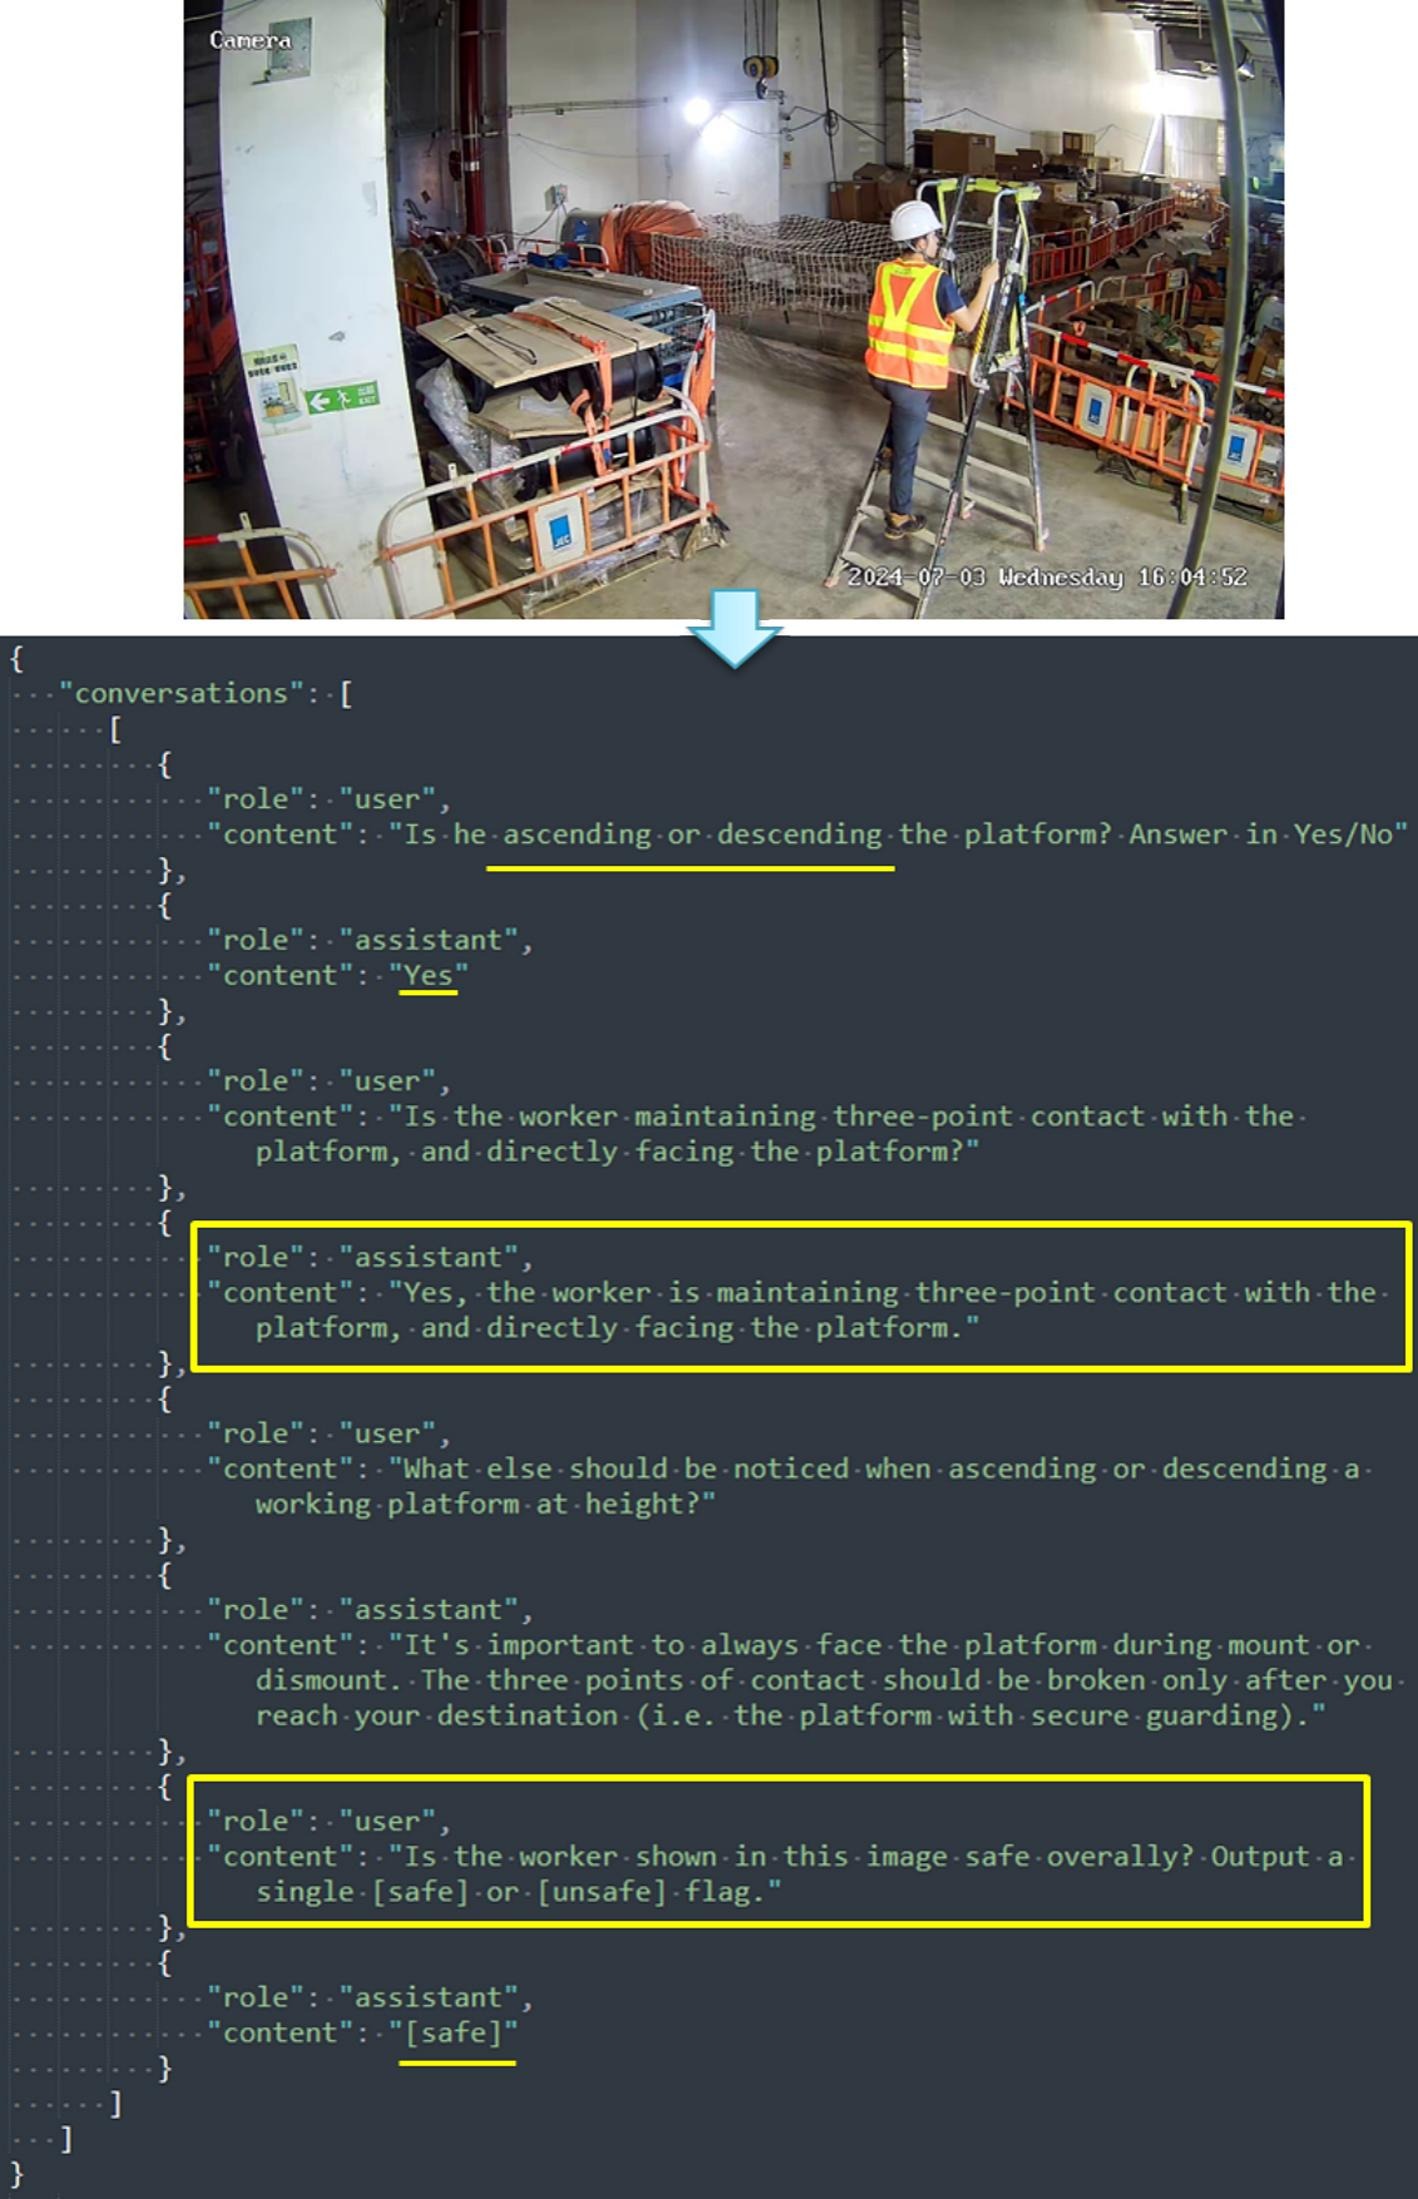 Camera
出口
EXIT
JEC
JEC
JEC
2024-07-03 Wednesday 16:04:52
{
"conversations": [
[
{
"role": "user",
"content": "Is he ascending or descending the platform? Answer in Yes/No"
},
{
"role": "assistant",
"content": "Yes"
},
{
"role": "user",
"content": "Is the worker maintaining three-point contact with the
platform, and directly facing the platform?"
},
{
"role": "assistant",
"content": "Yes, the worker is maintaining three-point contact with the
platform, and directly facing the platform."
},
{
"role": "user",
"content": "What else should be noticed when ascending or descending a
working platform at height?"
},
{
"role": "assistant",
"content": "It's important to always face the platform during mount or
dismount. The three points of contact should be broken only after you
reach your destination (i.e. the platform with secure guarding)."
},
{
"role": "user",
"content": "Is the worker shown in this image safe overally? Output a
single [safe] or [unsafe] flag."
},
{
"role": "assistant",
"content": "[safe]"
}
]
]
}